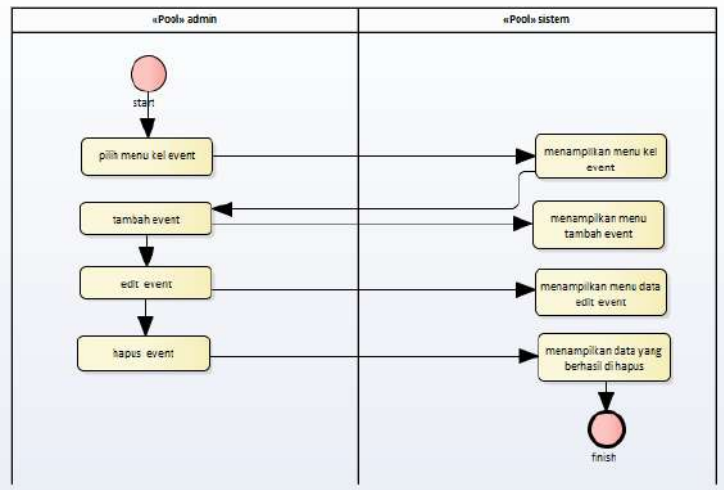 «Pool» admin
«Pool» sistem
start
pilih menu kel event
menampilkan menu kel
event
tambah event
menampilkan menu
tambah event
edit event
menampilkan menu data
edit event
hapus event
menampilkan data yang
berhasil di hapus
finish